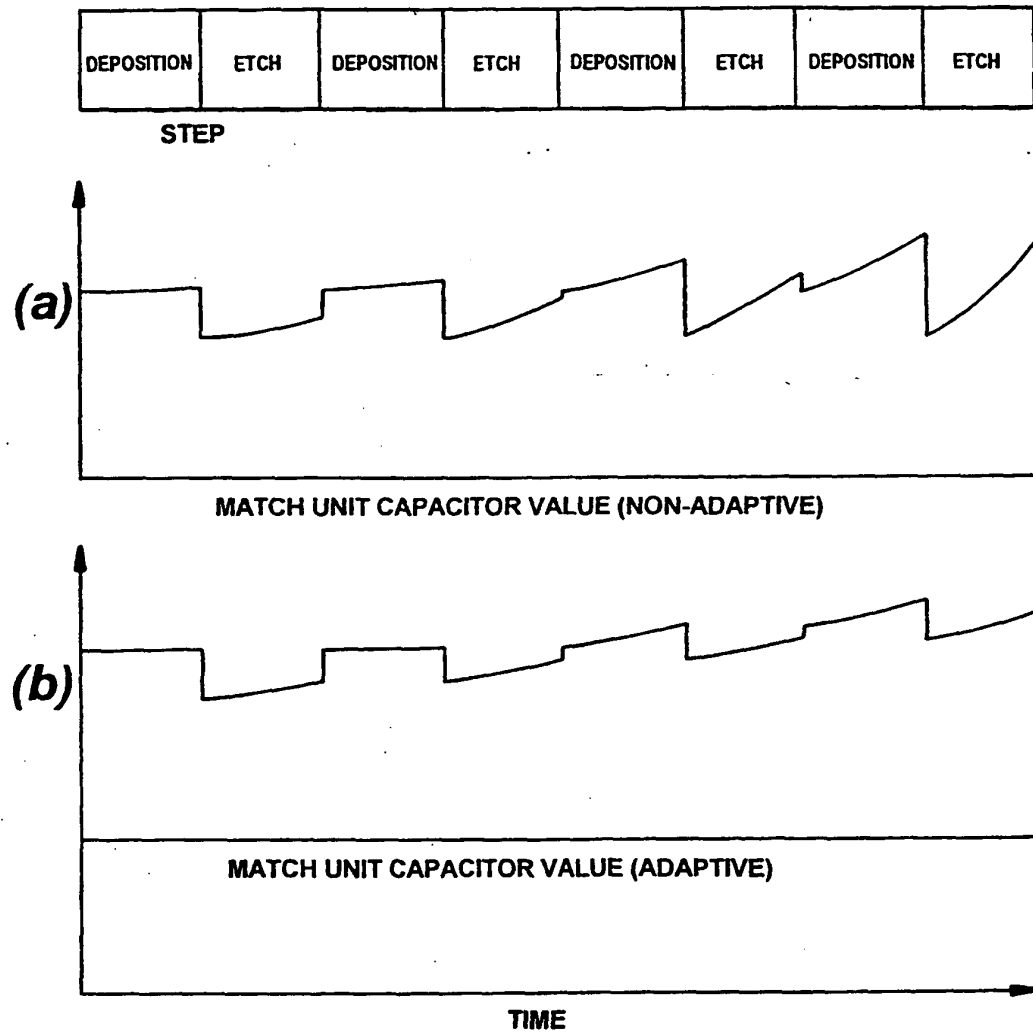 DEPOSITION ETCH DEPOSITION ETCH DEPOSITION ETCH DEPOSITION ETCH
STEP
(a)
MATCH UNIT CAPACITOR VALUE (NON-ADAPTIVE)
(b)
MATCH UNIT CAPACITOR VALUE (ADAPTIVE)
TIME